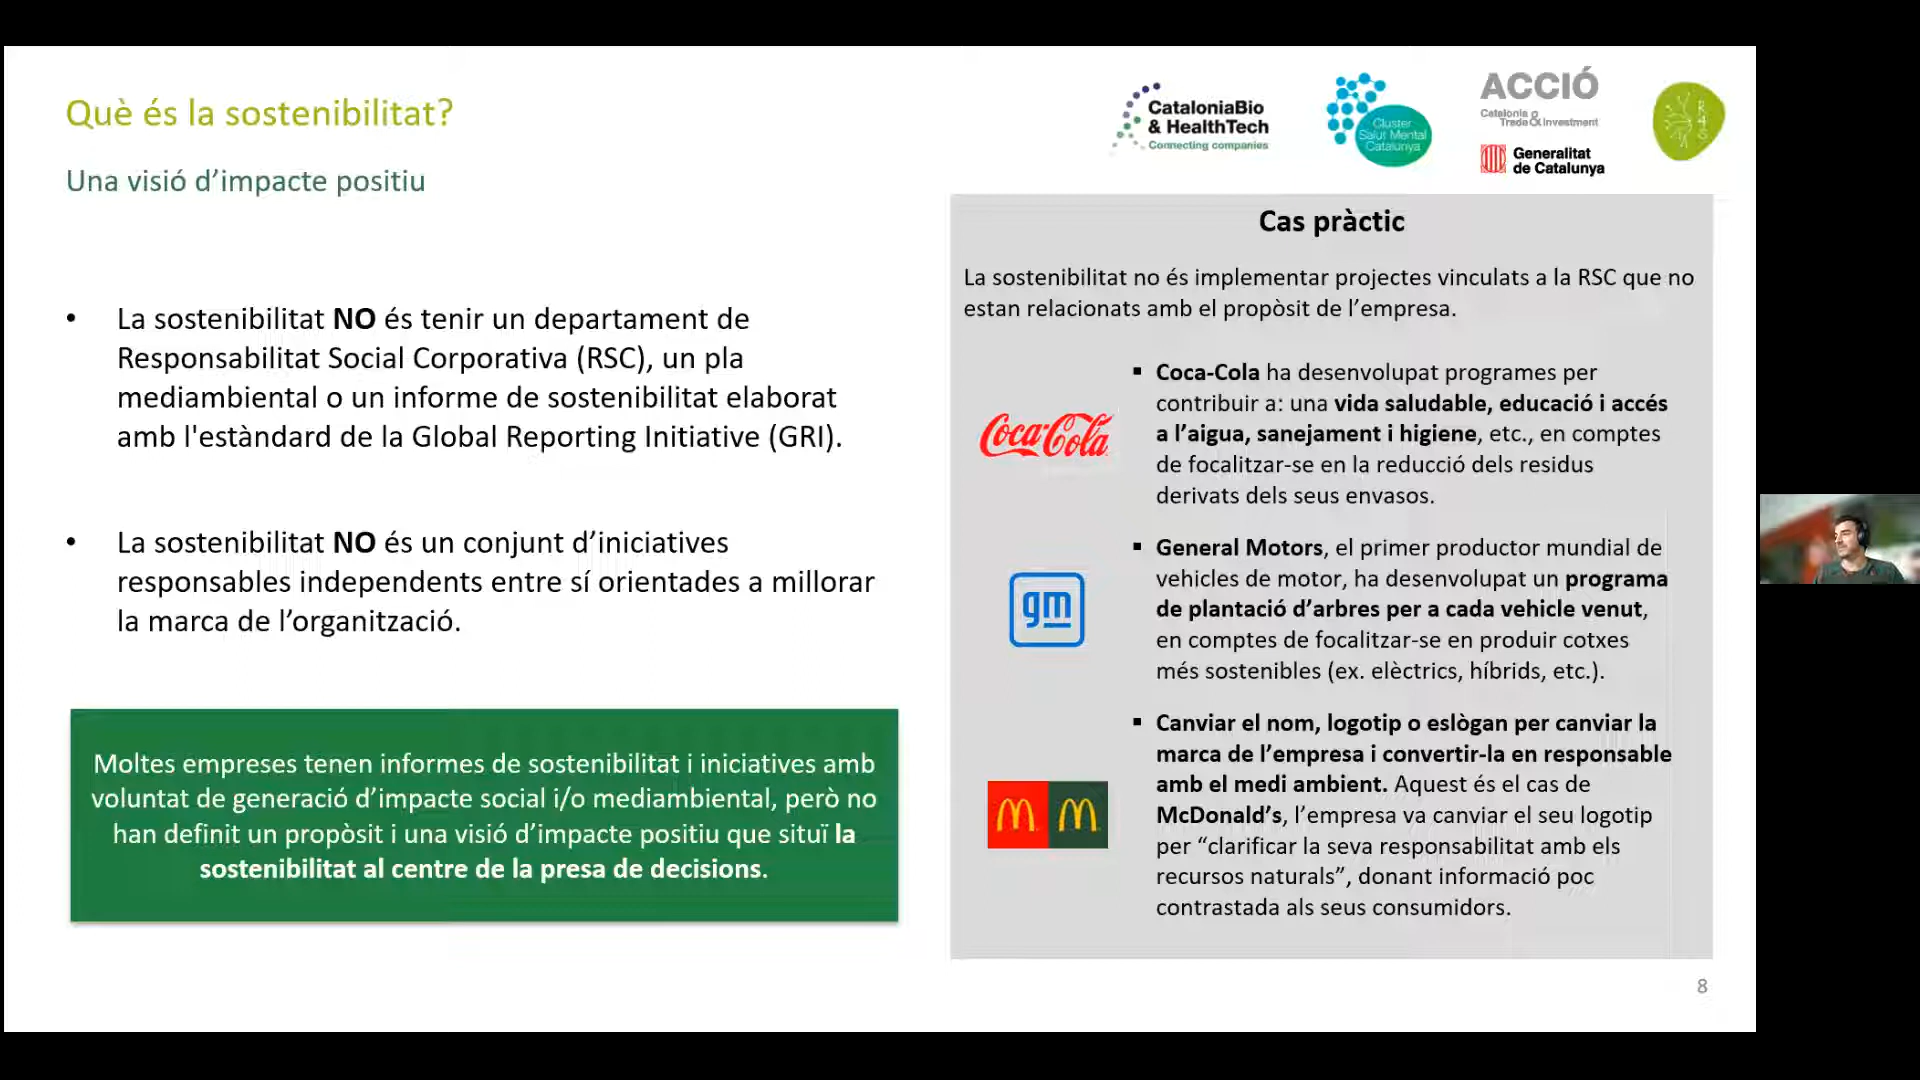 Què és la sostenibilitat?
Una visió d’impacte positiu
CataloniaBio
& HealthTech
Connecting companies
Cluster
Salut Mental
Catalunya
ACCIÓ
Catalonia
Trade & Investment
Generalitat
de Catalunya
R4S
• La sostenibilitat NO és tenir un departament de
Responsabilitat Social Corporativa (RSC), un pla
mediambiental o un informe de sostenibilitat elaborat
amb l'estàndard de la Global Reporting Initiative (GRI).
• La sostenibilitat NO és un conjunt d’iniciatives
responsables independents entre sí orientades a millorar
la marca de l’organització.
Moltes empreses tenen informes de sostenibilitat i iniciatives amb
voluntat de generació d’impacte social i/o mediambiental, però no
han definit un propòsit i una visió d’impacte positiu que situï la
sostenibilitat al centre de la presa de decisions.
Cas pràctic
La sostenibilitat no és implementar projectes vinculats a la RSC que no
estan relacionats amb el propòsit de l’empresa.
Coca-Cola
▪ Coca-Cola ha desenvolupat programes per
contribuir a: una vida saludable, educació i accés
a l’aigua, sanejament i higiene, etc., en comptes
de focalitzar-se en la reducció dels residus
derivats dels seus envasos.
gm
▪ General Motors, el primer productor mundial de
vehicles de motor, ha desenvolupat un programa
de plantació d’arbres per a cada vehicle venut,
en comptes de focalitzar-se en produir cotxes
més sostenibles (ex. elèctrics, híbrids, etc.).
▪ Canviar el nom, logotip o eslògan per canviar la
marca de l’empresa i convertir-la en responsable
amb el medi ambient. Aquest és el cas de
McDonald’s, l’empresa va canviar el seu logotip
per “clarificar la seva responsabilitat amb els
recursos naturals”, donant informació poc
contrastada als seus consumidors.
8